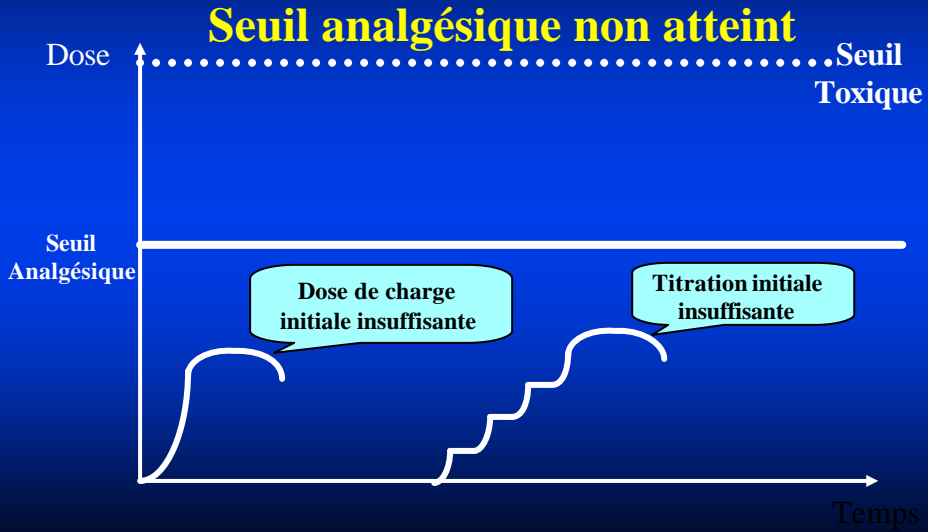 Seuil analgésique non atteint
Dose
Seuil
Toxique
Seuil
Analgésique
Dose de charge
initiale insuffisante
Titration initiale
insuffisante
Temps